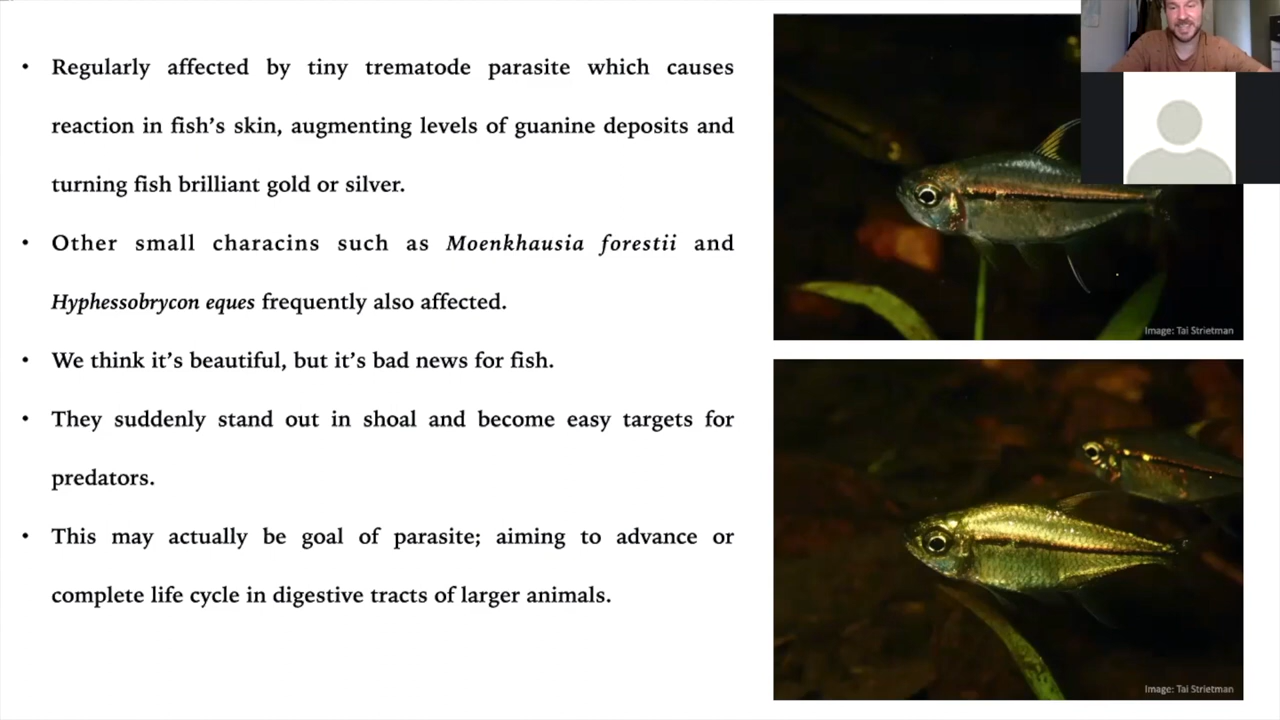 • Regularly affected by tiny trematode parasite which causes
reaction in fish’s skin, augmenting levels of guanine deposits and
turning fish brilliant gold or silver.
• Other small characins such as Moenkhausia forestii and
Hyphessobrycon eques frequently also affected.
• We think it’s beautiful, but it’s bad news for fish.
• They suddenly stand out in shoal and become easy targets for
predators.
• This may actually be goal of parasite; aiming to advance or
complete life cycle in digestive tracts of larger animals.
Image: Tai Strietman
Image: Tai Strietman